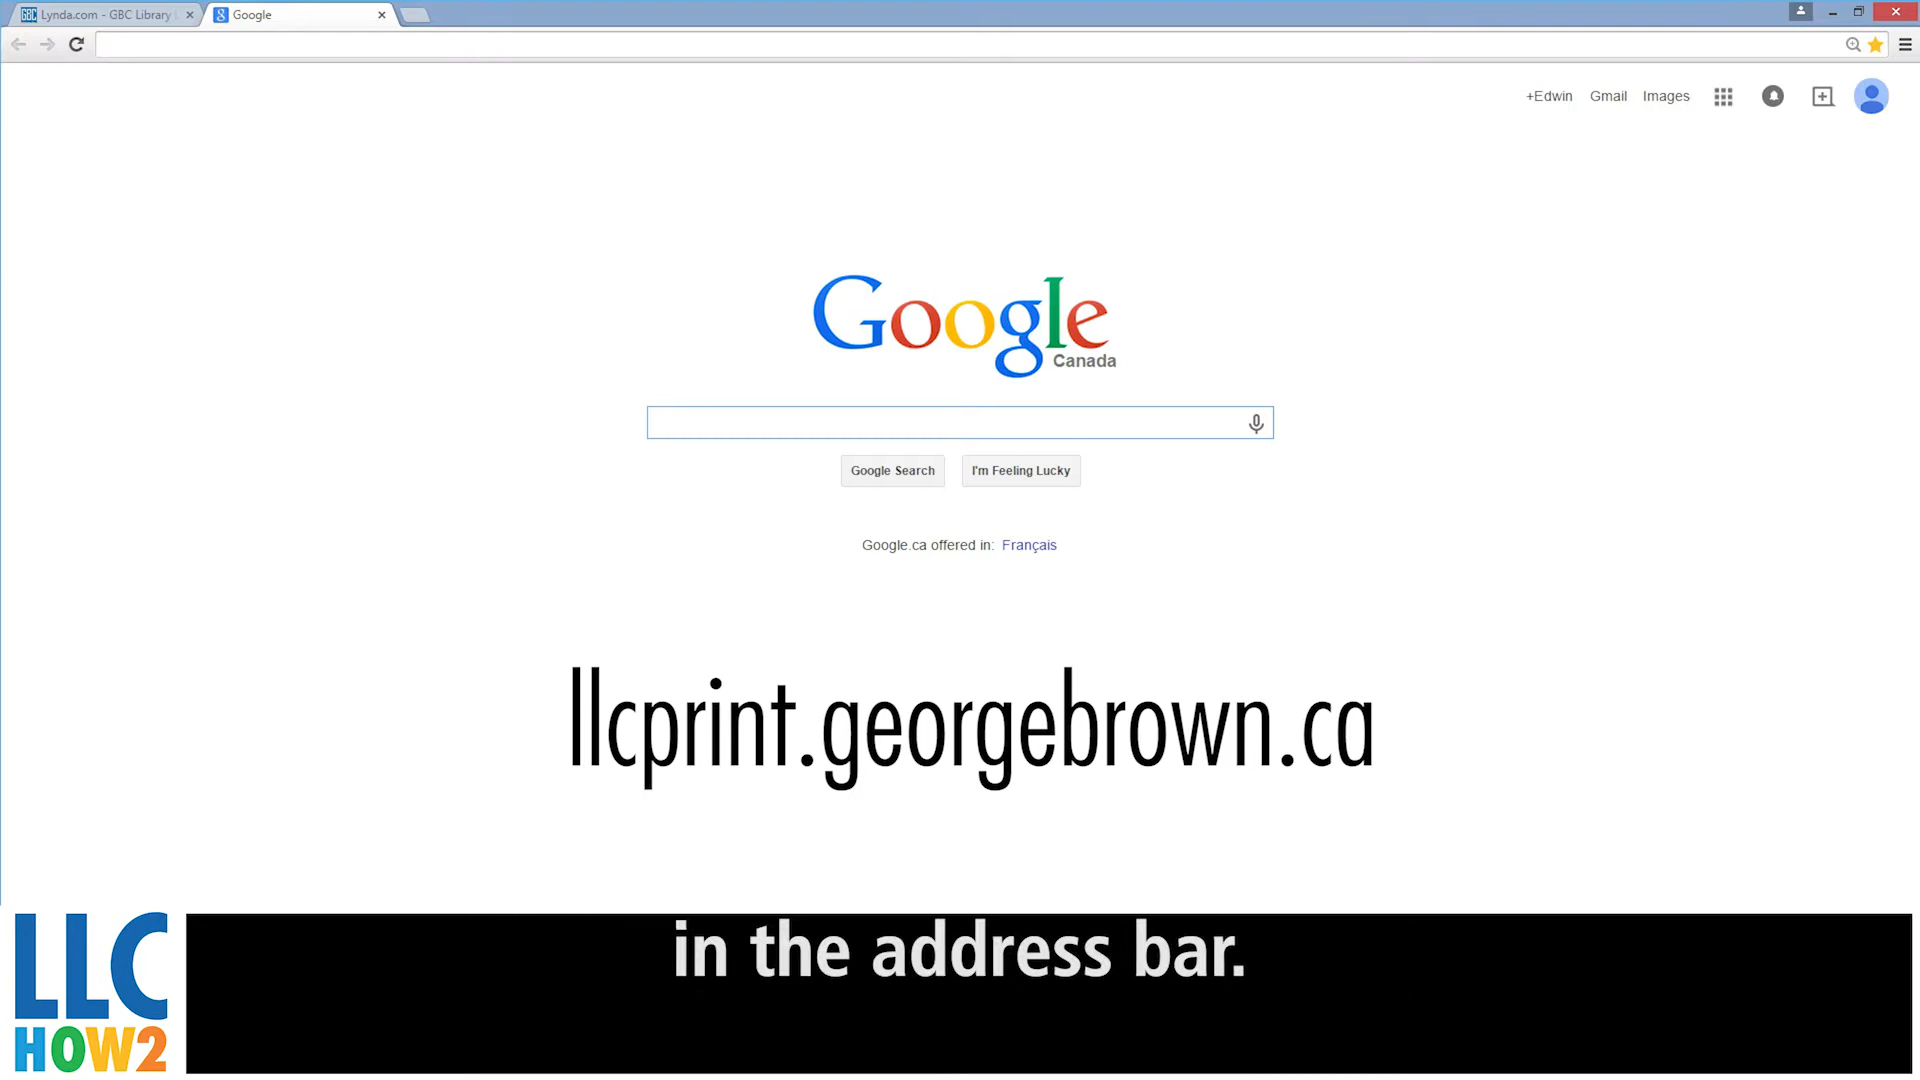 GBC Lynda.com - GBC Library
Google
+Edwin Gmail Images
Google
Canada
Google Search I'm Feeling Lucky
Google.ca offered in: Français
llcprint.georgebrown.ca
in the address bar.
LLC
HOW2